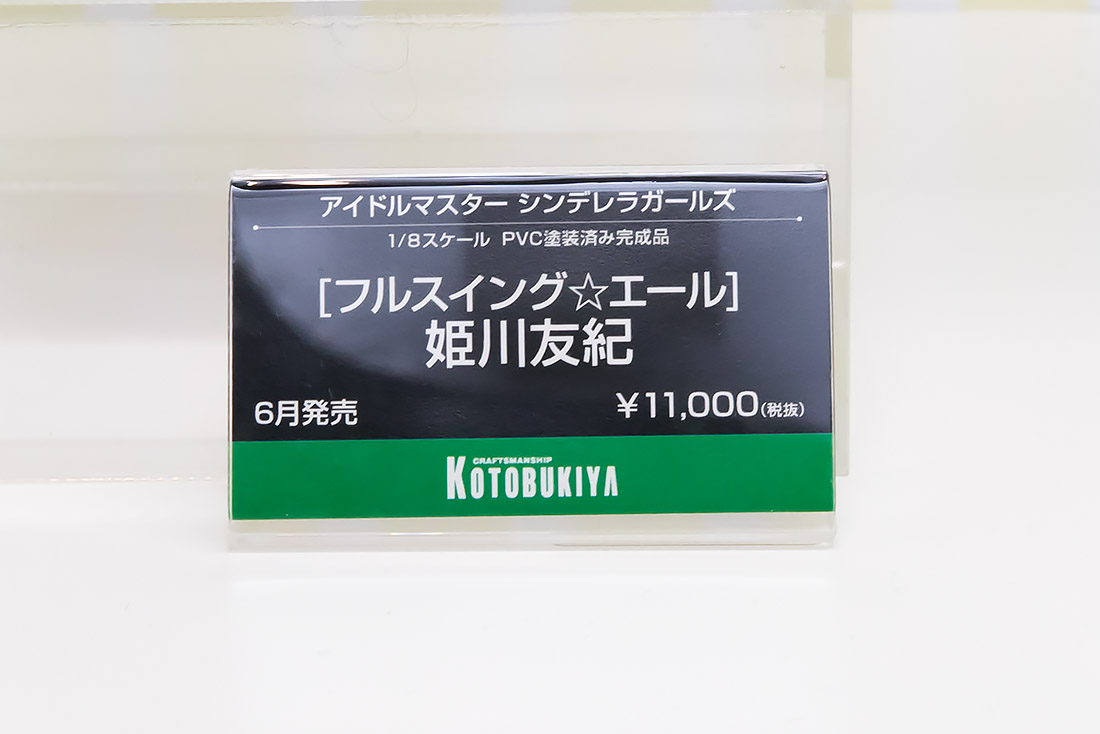 アイドルマスター シンデレラガールズ
1/8スケール PVC塗装済み完成品
[フルスイング☆エール]
姫川友紀
6月発売
¥11,000(税抜)
CRAFTSMANSHIP
KOTOBUKIYA